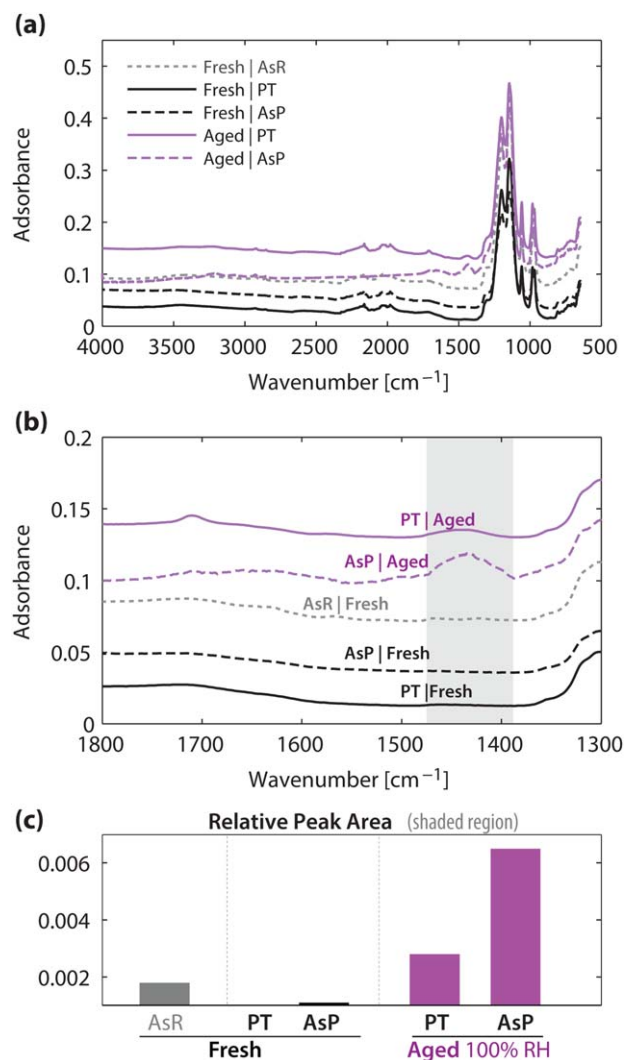 (a)
0.5
0.4
0.3
0.2
0.1
0
Adsorbance
Fresh | AsR
Fresh | PT
Fresh | AsP
Aged | PT
Aged | AsP
4000 3500 3000 2500 2000 1500 1000 500
Wavenumber [cm⁻¹]
(b)
0.2
0.15
0.1
0.05
0
Adsorbance
PT | Aged
AsP | Aged
AsR | Fresh
AsP | Fresh
PT |Fresh
1800 1700 1600 1500 1400 1300
Wavenumber [cm⁻¹]
(c)
Relative Peak Area (shaded region)
0.006
0.004
0.002
AsR PT AsP PT AsP
Fresh Aged 100% RH